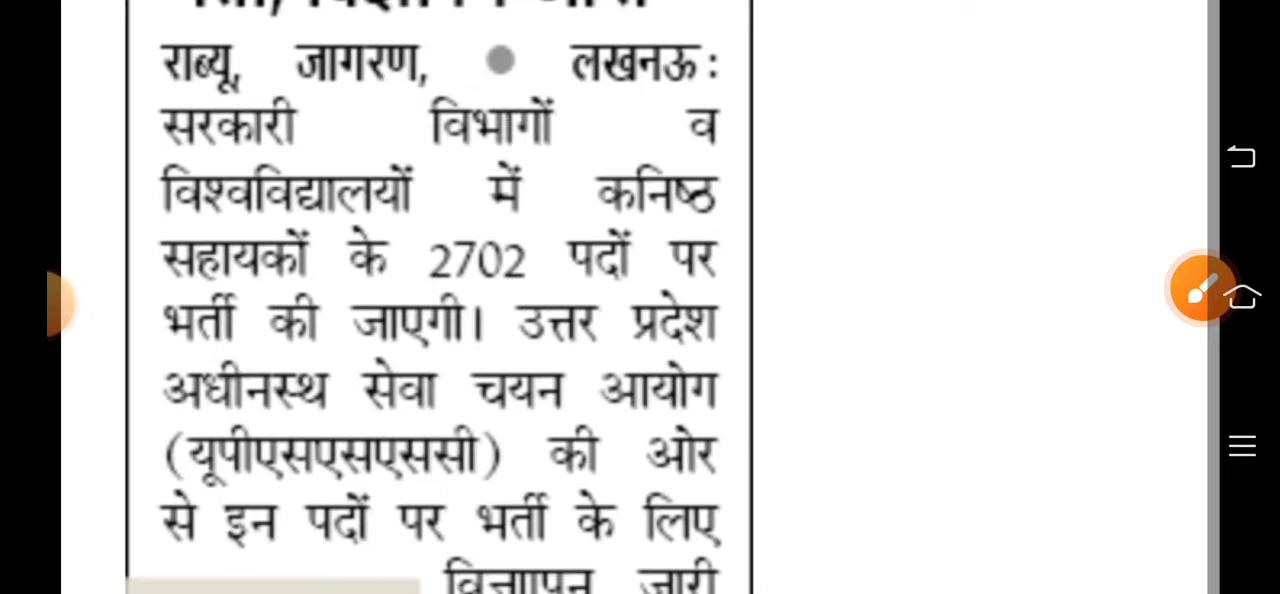 राब्यू, जागरण, ● लखनऊ:
सरकारी विभागों व
विश्वविद्यालयों में कनिष्ठ
सहायकों के 2702 पदों पर
भर्ती की जाएगी। उत्तर प्रदेश
अधीनस्थ सेवा चयन आयोग
(यूपीएसएसएससी) की ओर
से इन पदों पर भर्ती के लिए
विज्ञापन जारी